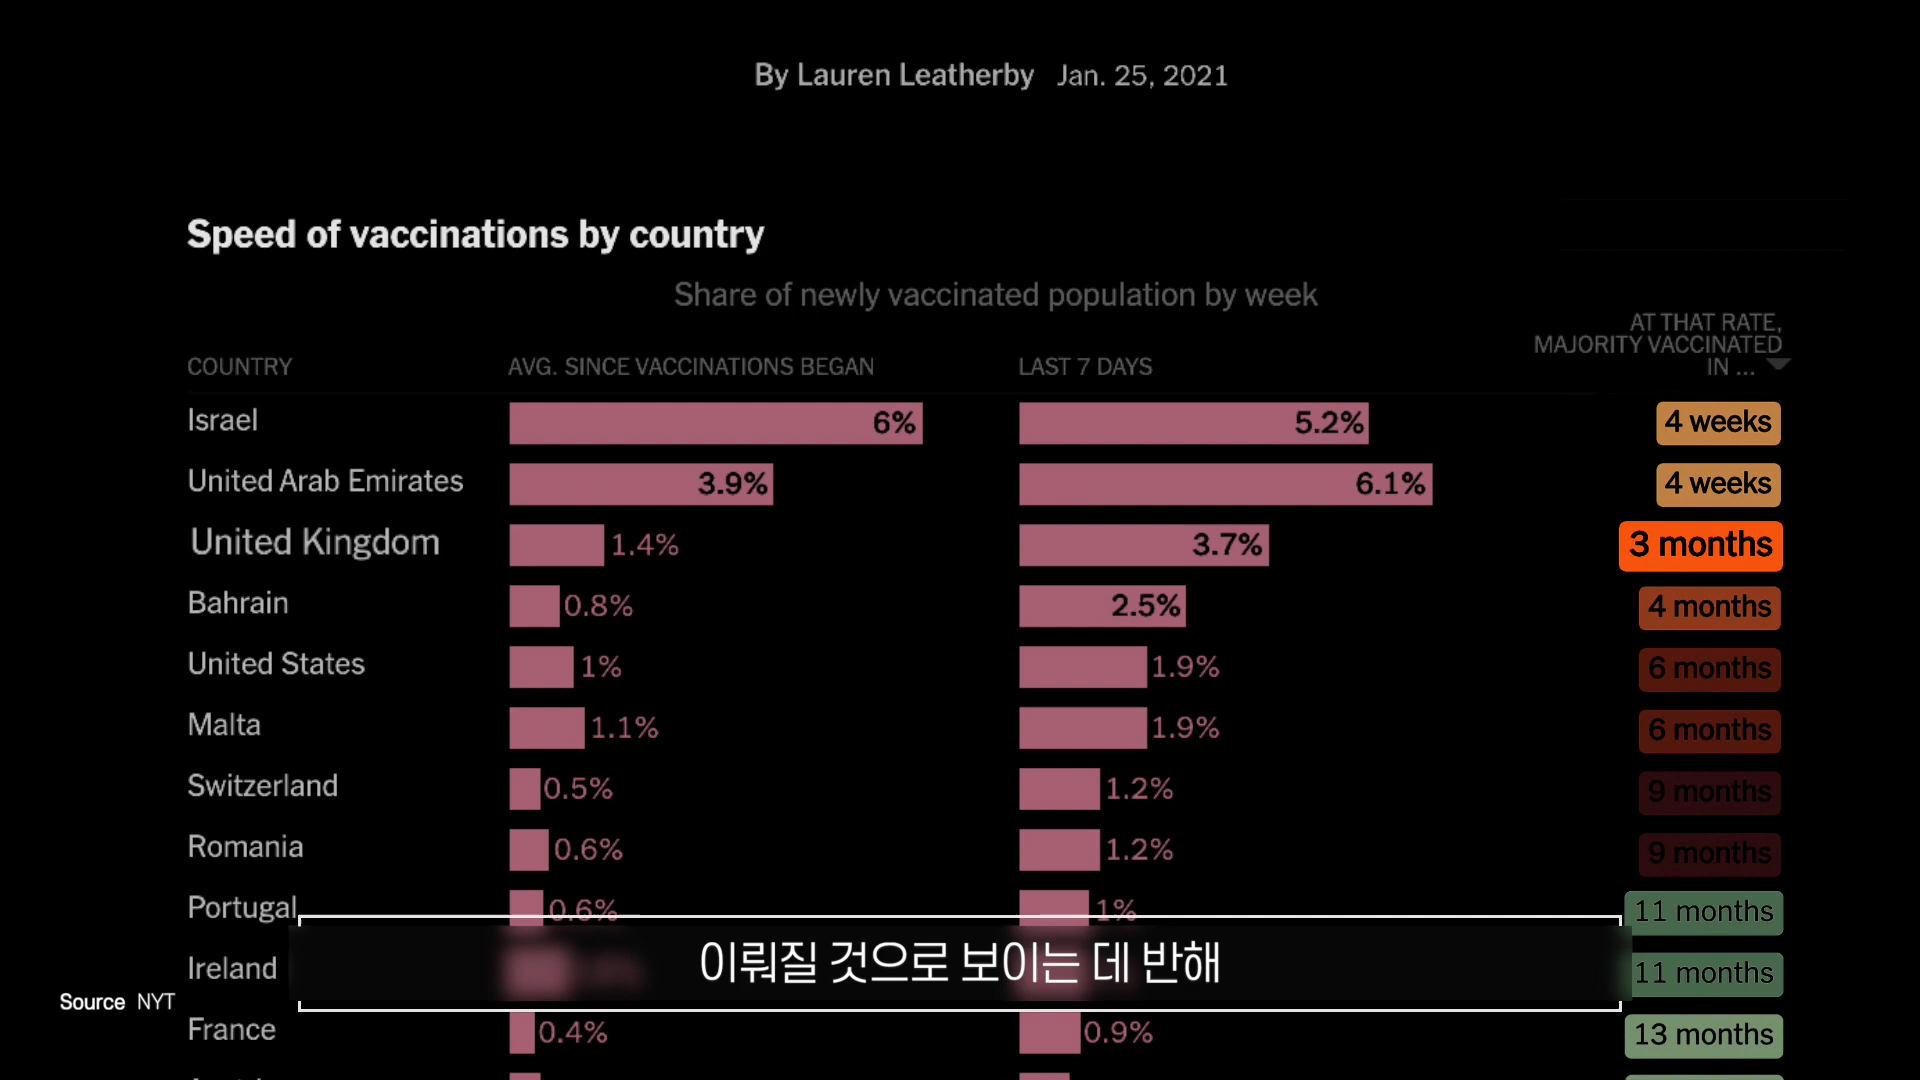 By Lauren Leatherby Jan. 25, 2021
Speed of vaccinations by country
Share of newly vaccinated population by week
COUNTRY AVG. SINCE VACCINATIONS BEGAN LAST 7 DAYS AT THAT RATE, MAJORITY VACCINATED IN ...
Israel 6% 5.2% 4 weeks
United Arab Emirates 3.9% 6.1% 4 weeks
United Kingdom 1.4% 3.7% 3 months
Bahrain 0.8% 2.5% 4 months
United States 1% 1.9% 6 months
Malta 1.1% 1.9% 6 months
Switzerland 0.5% 1.2% 9 months
Romania 0.6% 1.2% 9 months
Portugal 0.6% 1% 11 months
Ireland 11 months
이뤄질 것으로 보이는 데 반해
Source NYT
France 0.4% 0.9% 13 months